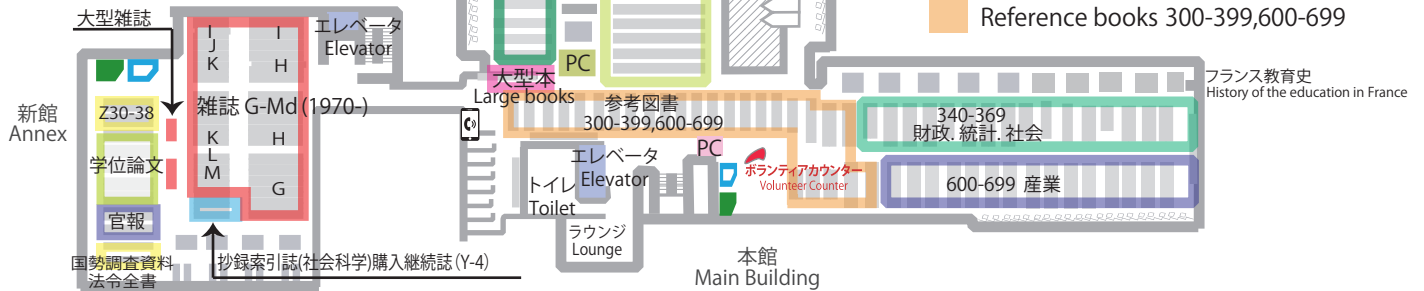 大型雑誌
エレベータ
Elevator
I
J
K
I
H
雑誌 G-Md (1970-)
K
L
M
H
G
新館
Annex
Z30-38
学位論文
官報
国勢調査資料
法令全書
抄録索引誌(社会科学)購入継続誌(Y-4)
大型本
Large books
PC
参考図書
300-399,600-699
エレベータ
Elevator
トイレ
Toilet
ラウンジ
Lounge
PC
ボランティアカウンター
Volunteer Counter
本館
Main Building
Reference books 300-399,600-699
フランス教育史
History of the education in France
340-369
財政. 統計. 社会
600-699 産業